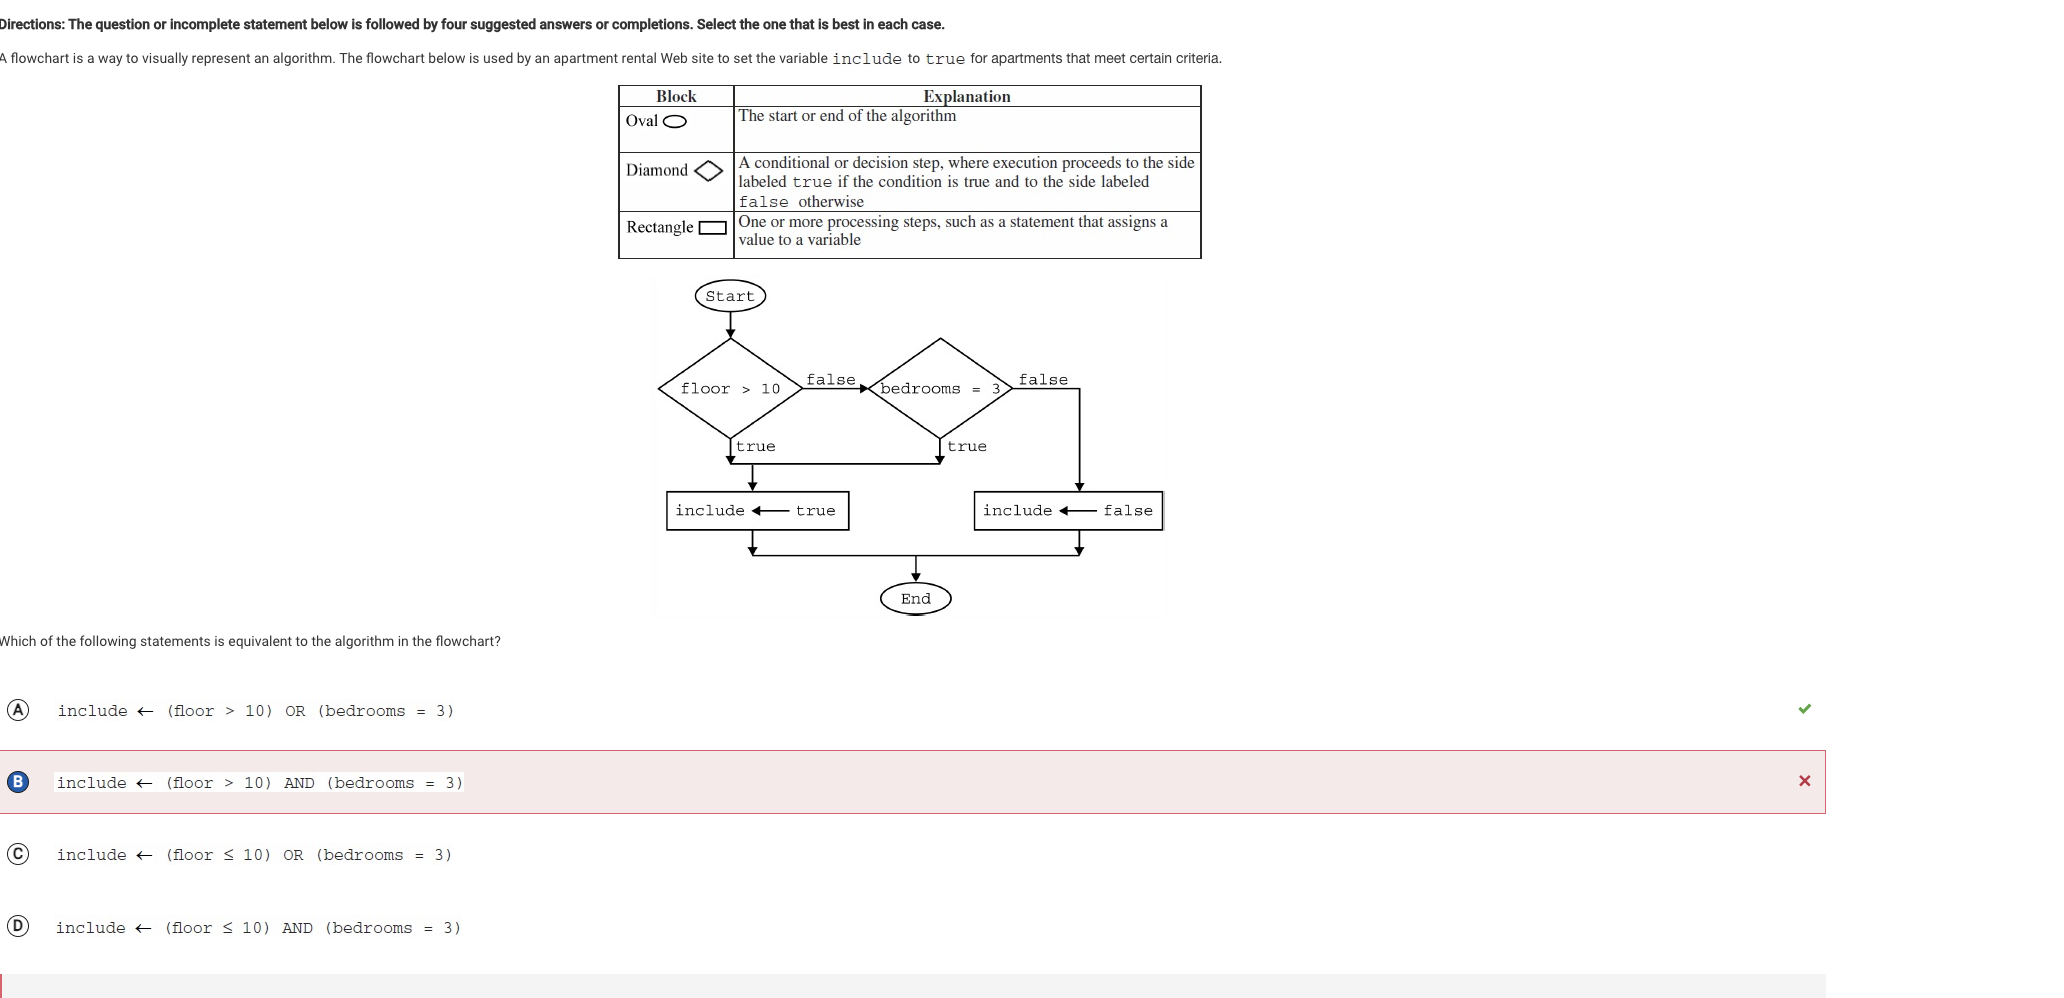 Directions: The question or incomplete statement below is followed by four suggested answers or completions. Select the one that is best in each case.
A flowchart is a way to visually represent an algorithm. The flowchart below is used by an apartment rental Web site to set the variable include to true for apartments that meet certain criteria.
Block Explanation
Oval The start or end of the algorithm
Diamond A conditional or decision step, where execution proceeds to the side
labeled true if the condition is true and to the side labeled
false otherwise
Rectangle One or more processing steps, such as a statement that assigns a
value to a variable
Start
floor > 10 false bedrooms = 3 false
true true
include ← true include ← false
End
Which of the following statements is equivalent to the algorithm in the flowchart?
A include ← (floor > 10) OR (bedrooms = 3)
B include ← (floor > 10) AND (bedrooms = 3)
C include ← (floor ≤ 10) OR (bedrooms = 3)
D include ← (floor ≤ 10) AND (bedrooms = 3)